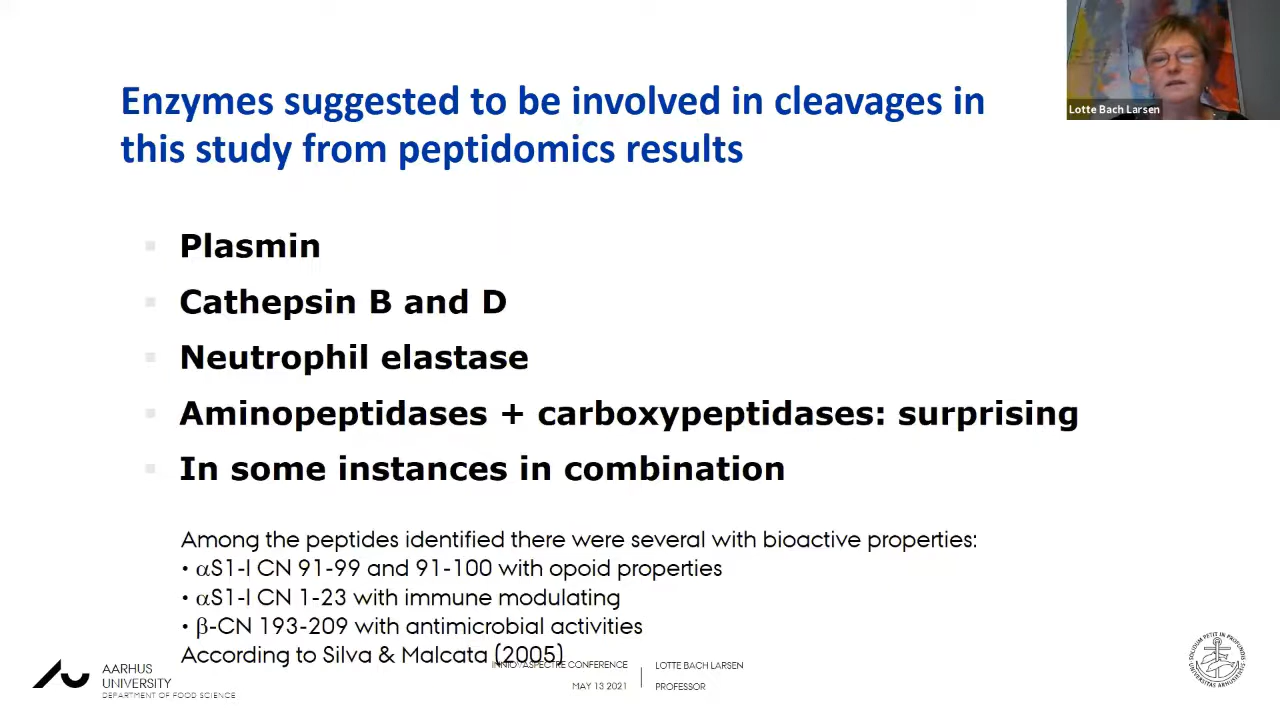 Lotte Bach Larsen
Enzymes suggested to be involved in cleavages in
this study from peptidomics results
▪ Plasmin
▪ Cathepsin B and D
▪ Neutrophil elastase
▪ Aminopeptidases + carboxypeptidases: surprising
▪ In some instances in combination
Among the peptides identified there were several with bioactive properties:
• αS1-I CN 91-99 and 91-100 with opoid properties
• αS1-I CN 1-23 with immune modulating
• β-CN 193-209 with antimicrobial activities
According to Silva & Malcata (2005)
AARHUS
UNIVERSITY
DEPARTMENT OF FOOD SCIENCE
INNOVASPECTRE CONFERENCE
MAY 13 2021
LOTTE BACH LARSEN
PROFESSOR